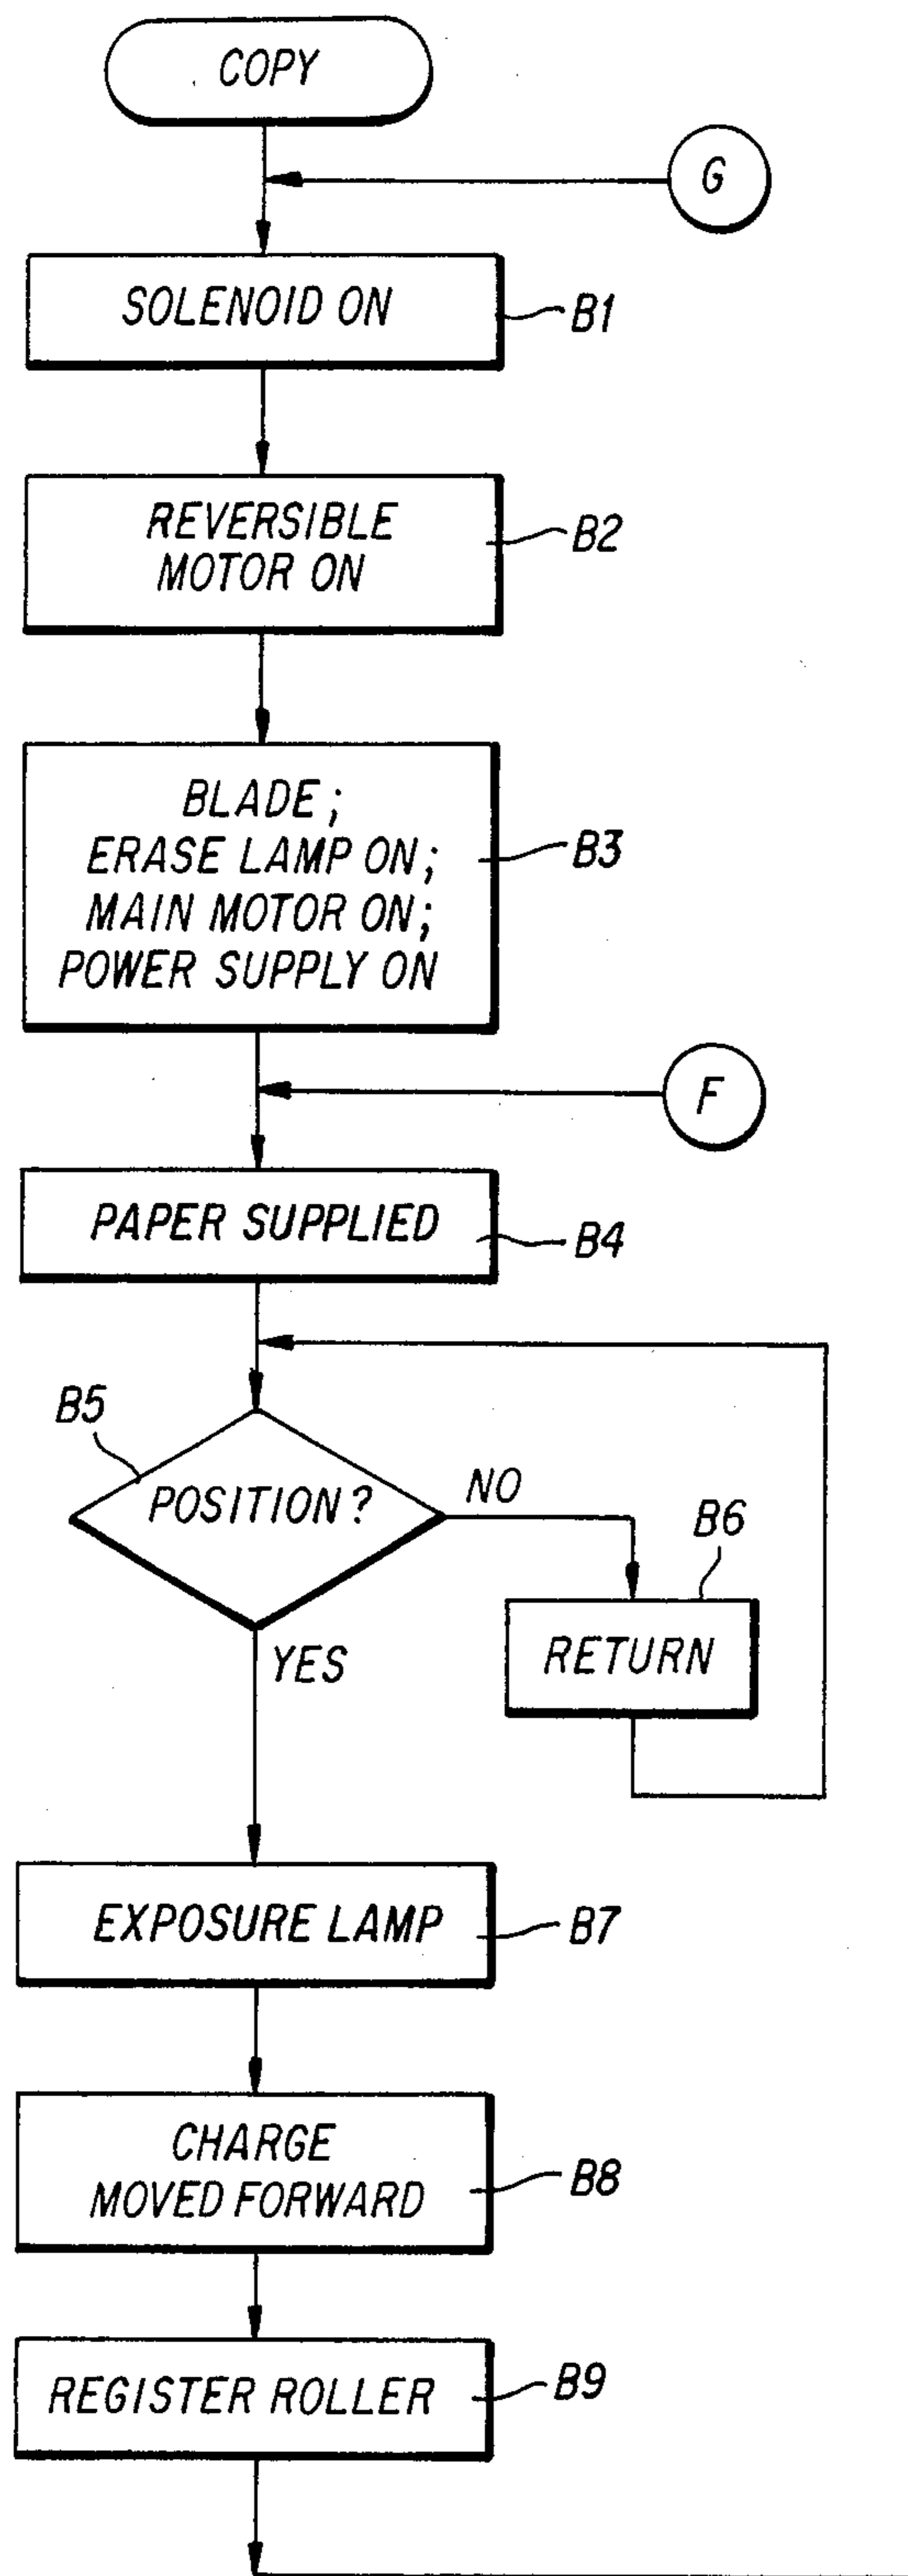 COPY
G
SOLENOID ON
B1
REVERSIBLE
MOTOR ON
B2
BLADE;
ERASE LAMP ON;
MAIN MOTOR ON;
POWER SUPPLY ON
B3
F
PAPER SUPPLIED
B4
B5
POSITION?
NO
B6
RETURN
YES
EXPOSURE LAMP
B7
CHARGE
MOVED FORWARD
B8
REGISTER ROLLER
B9